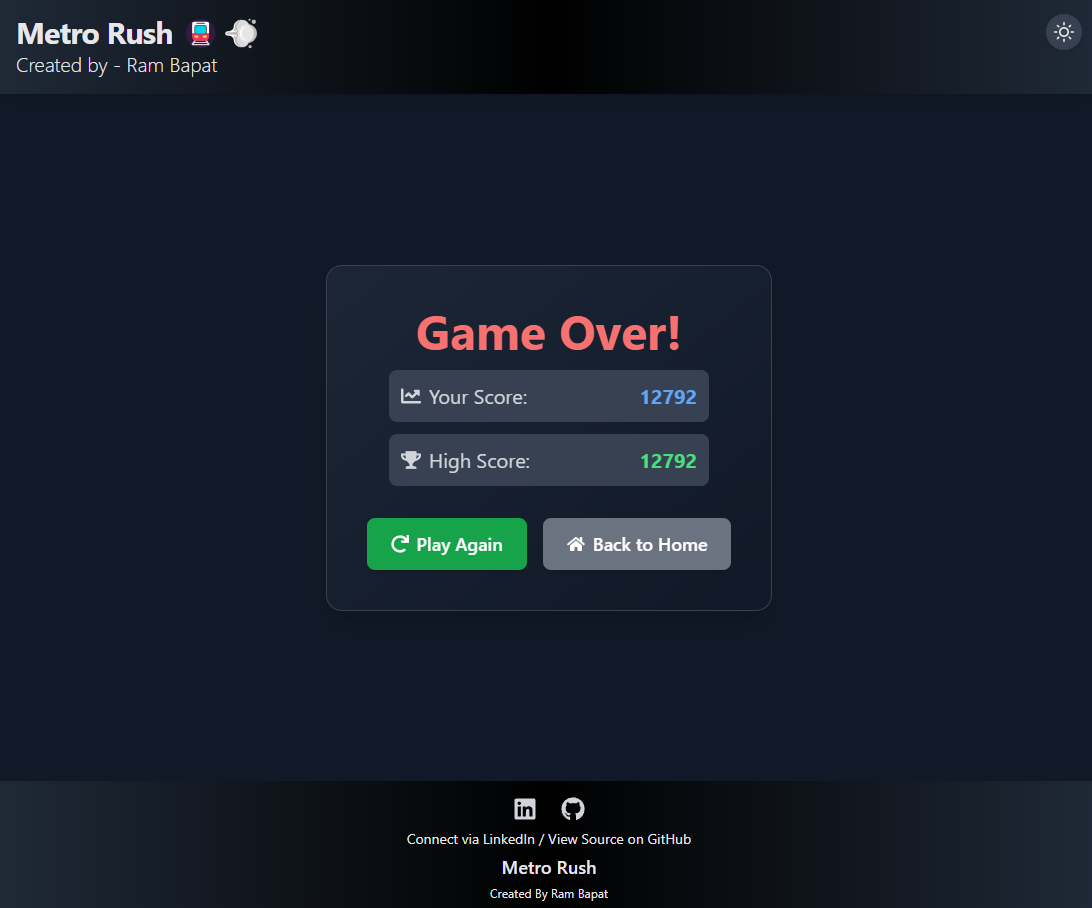 Metro Rush
Created by - Ram Bapat
Game Over!
Your Score: 12792
High Score: 12792
Play Again Back to Home
Connect via LinkedIn / View Source on GitHub
Metro Rush
Created By Ram Bapat